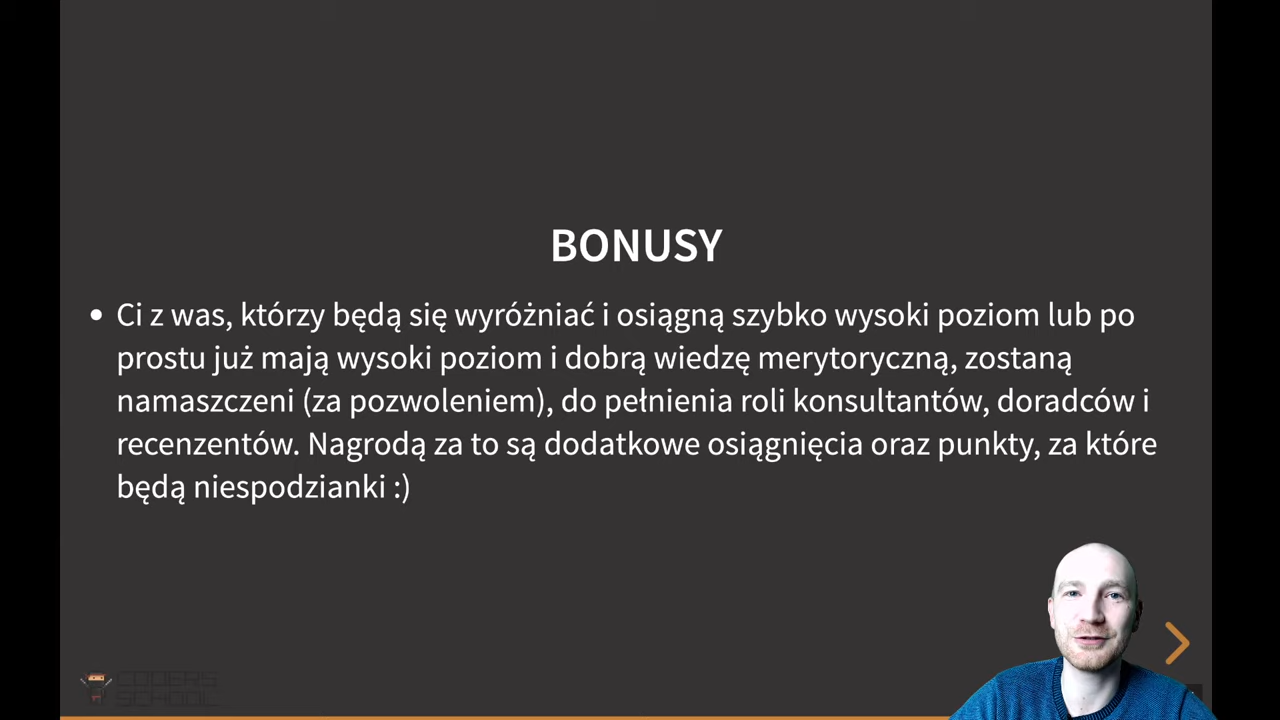 BONUSY
• Ci z was, którzy będą się wyróżniać i osiągną szybko wysoki poziom lub po
prostu już mają wysoki poziom i dobrą wiedzę merytoryczną, zostaną
namaszczeni (za pozwoleniem), do pełnienia roli konsultantów, doradców i
recenzentów. Nagrodą za to są dodatkowe osiągnięcia oraz punkty, za które
będą niespodzianki :)
CODERS
SCHOOL